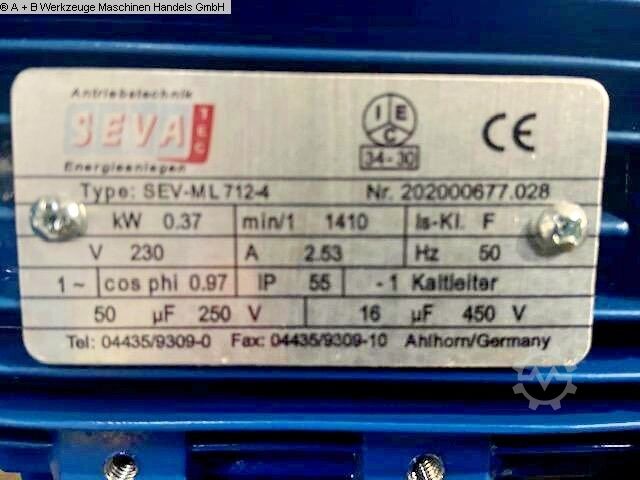 © A + B Werkzeuge Maschinen Handels GmbH
Antriebstechnik
SEVA TEC
Energieanlagen
I E C
34-30
CE
Type: SEV-ML 712-4 Nr. 202000677.028
kW 0.37 min/1 1410 Is-Kl. F
V 230 A 2.53 Hz 50
1 ~ cos phi 0.97 IP 55 - 1 Kaltleiter
50 µF 250 V 16 µF 450 V
Tel: 04435/9309-0 Fax: 04435/9309-10 Ahlhorn/Germany